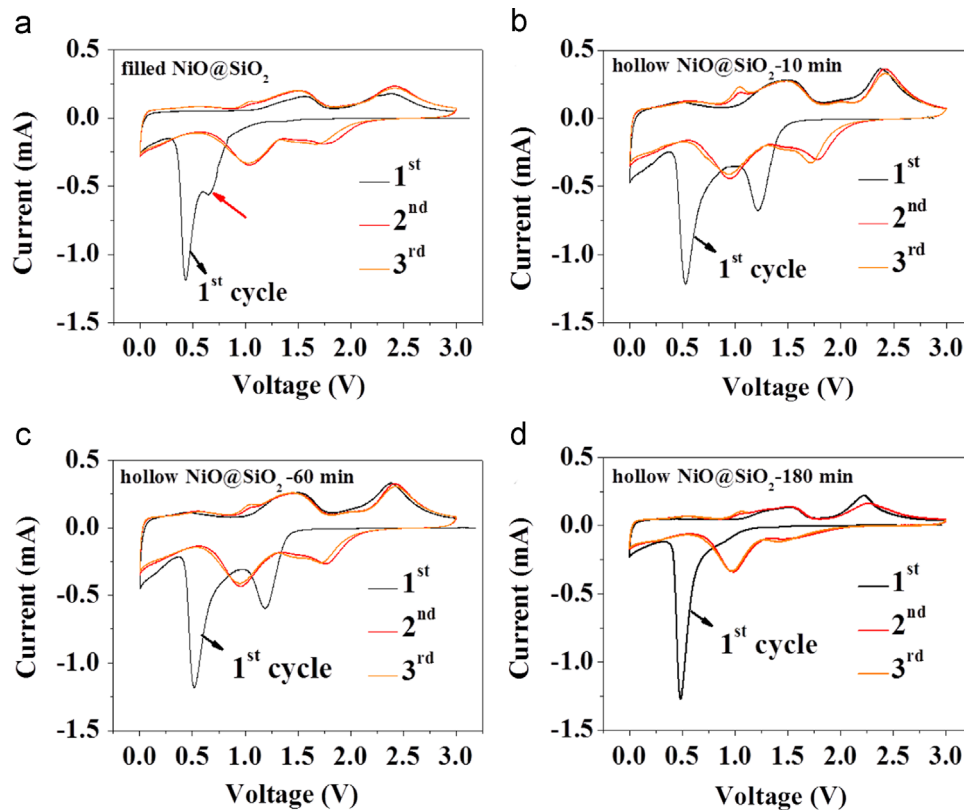 a
filled NiO@SiO₂
0.5
0.0
-0.5
-1.0
-1.5
Current (mA)
1ˢᵗ
2ⁿᵈ
3ʳᵈ
1ˢᵗ cycle
0.0 0.5 1.0 1.5 2.0 2.5 3.0
Voltage (V)
b
hollow NiO@SiO₂-10 min
0.5
0.0
-0.5
-1.0
-1.5
Current (mA)
1ˢᵗ
2ⁿᵈ
3ʳᵈ
1ˢᵗ cycle
0.0 0.5 1.0 1.5 2.0 2.5 3.0
Voltage (V)
c
hollow NiO@SiO₂-60 min
0.5
0.0
-0.5
-1.0
-1.5
Current (mA)
1ˢᵗ
2ⁿᵈ
3ʳᵈ
1ˢᵗ cycle
0.0 0.5 1.0 1.5 2.0 2.5 3.0
Voltage (V)
d
hollow NiO@SiO₂-180 min
0.5
0.0
-0.5
-1.0
-1.5
Current (mA)
1ˢᵗ
2ⁿᵈ
3ʳᵈ
1ˢᵗ cycle
0.0 0.5 1.0 1.5 2.0 2.5 3.0
Voltage (V)